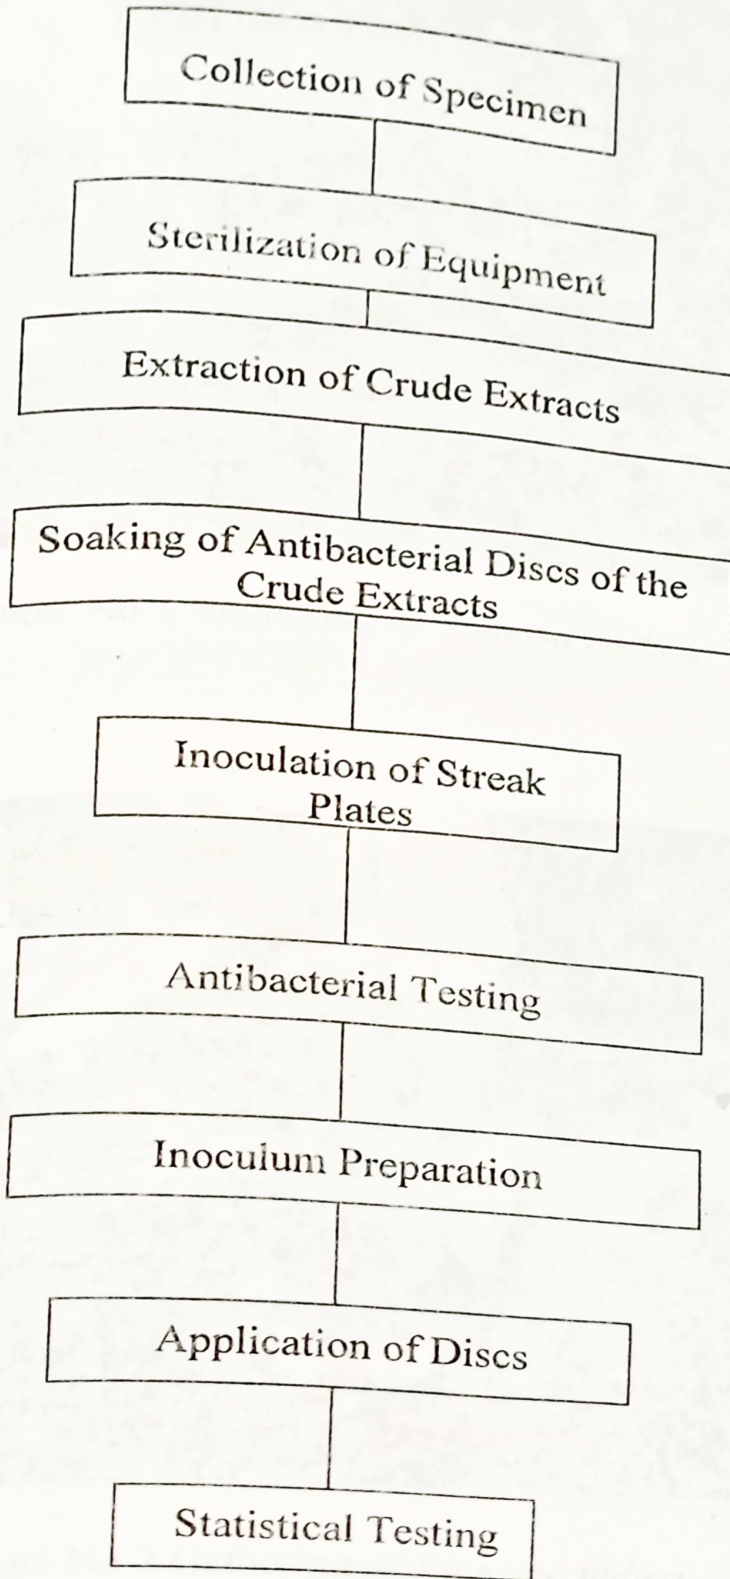 Collection of Specimen
Sterilization of Equipment
Extraction of Crude Extracts
Soaking of Antibacterial Discs of the
Crude Extracts
Inoculation of Streak
Plates
Antibacterial Testing
Inoculum Preparation
Application of Discs
Statistical Testing